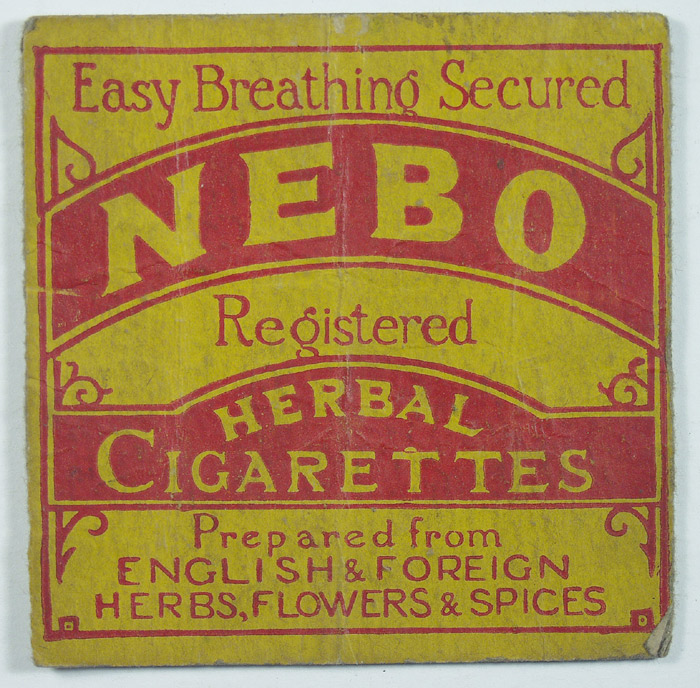 Easy Breathing Secured
NEBO
Registered
HERBAL
CIGARETTES
Prepared from
ENGLISH & FOREIGN
HERBS, FLOWERS & SPICES